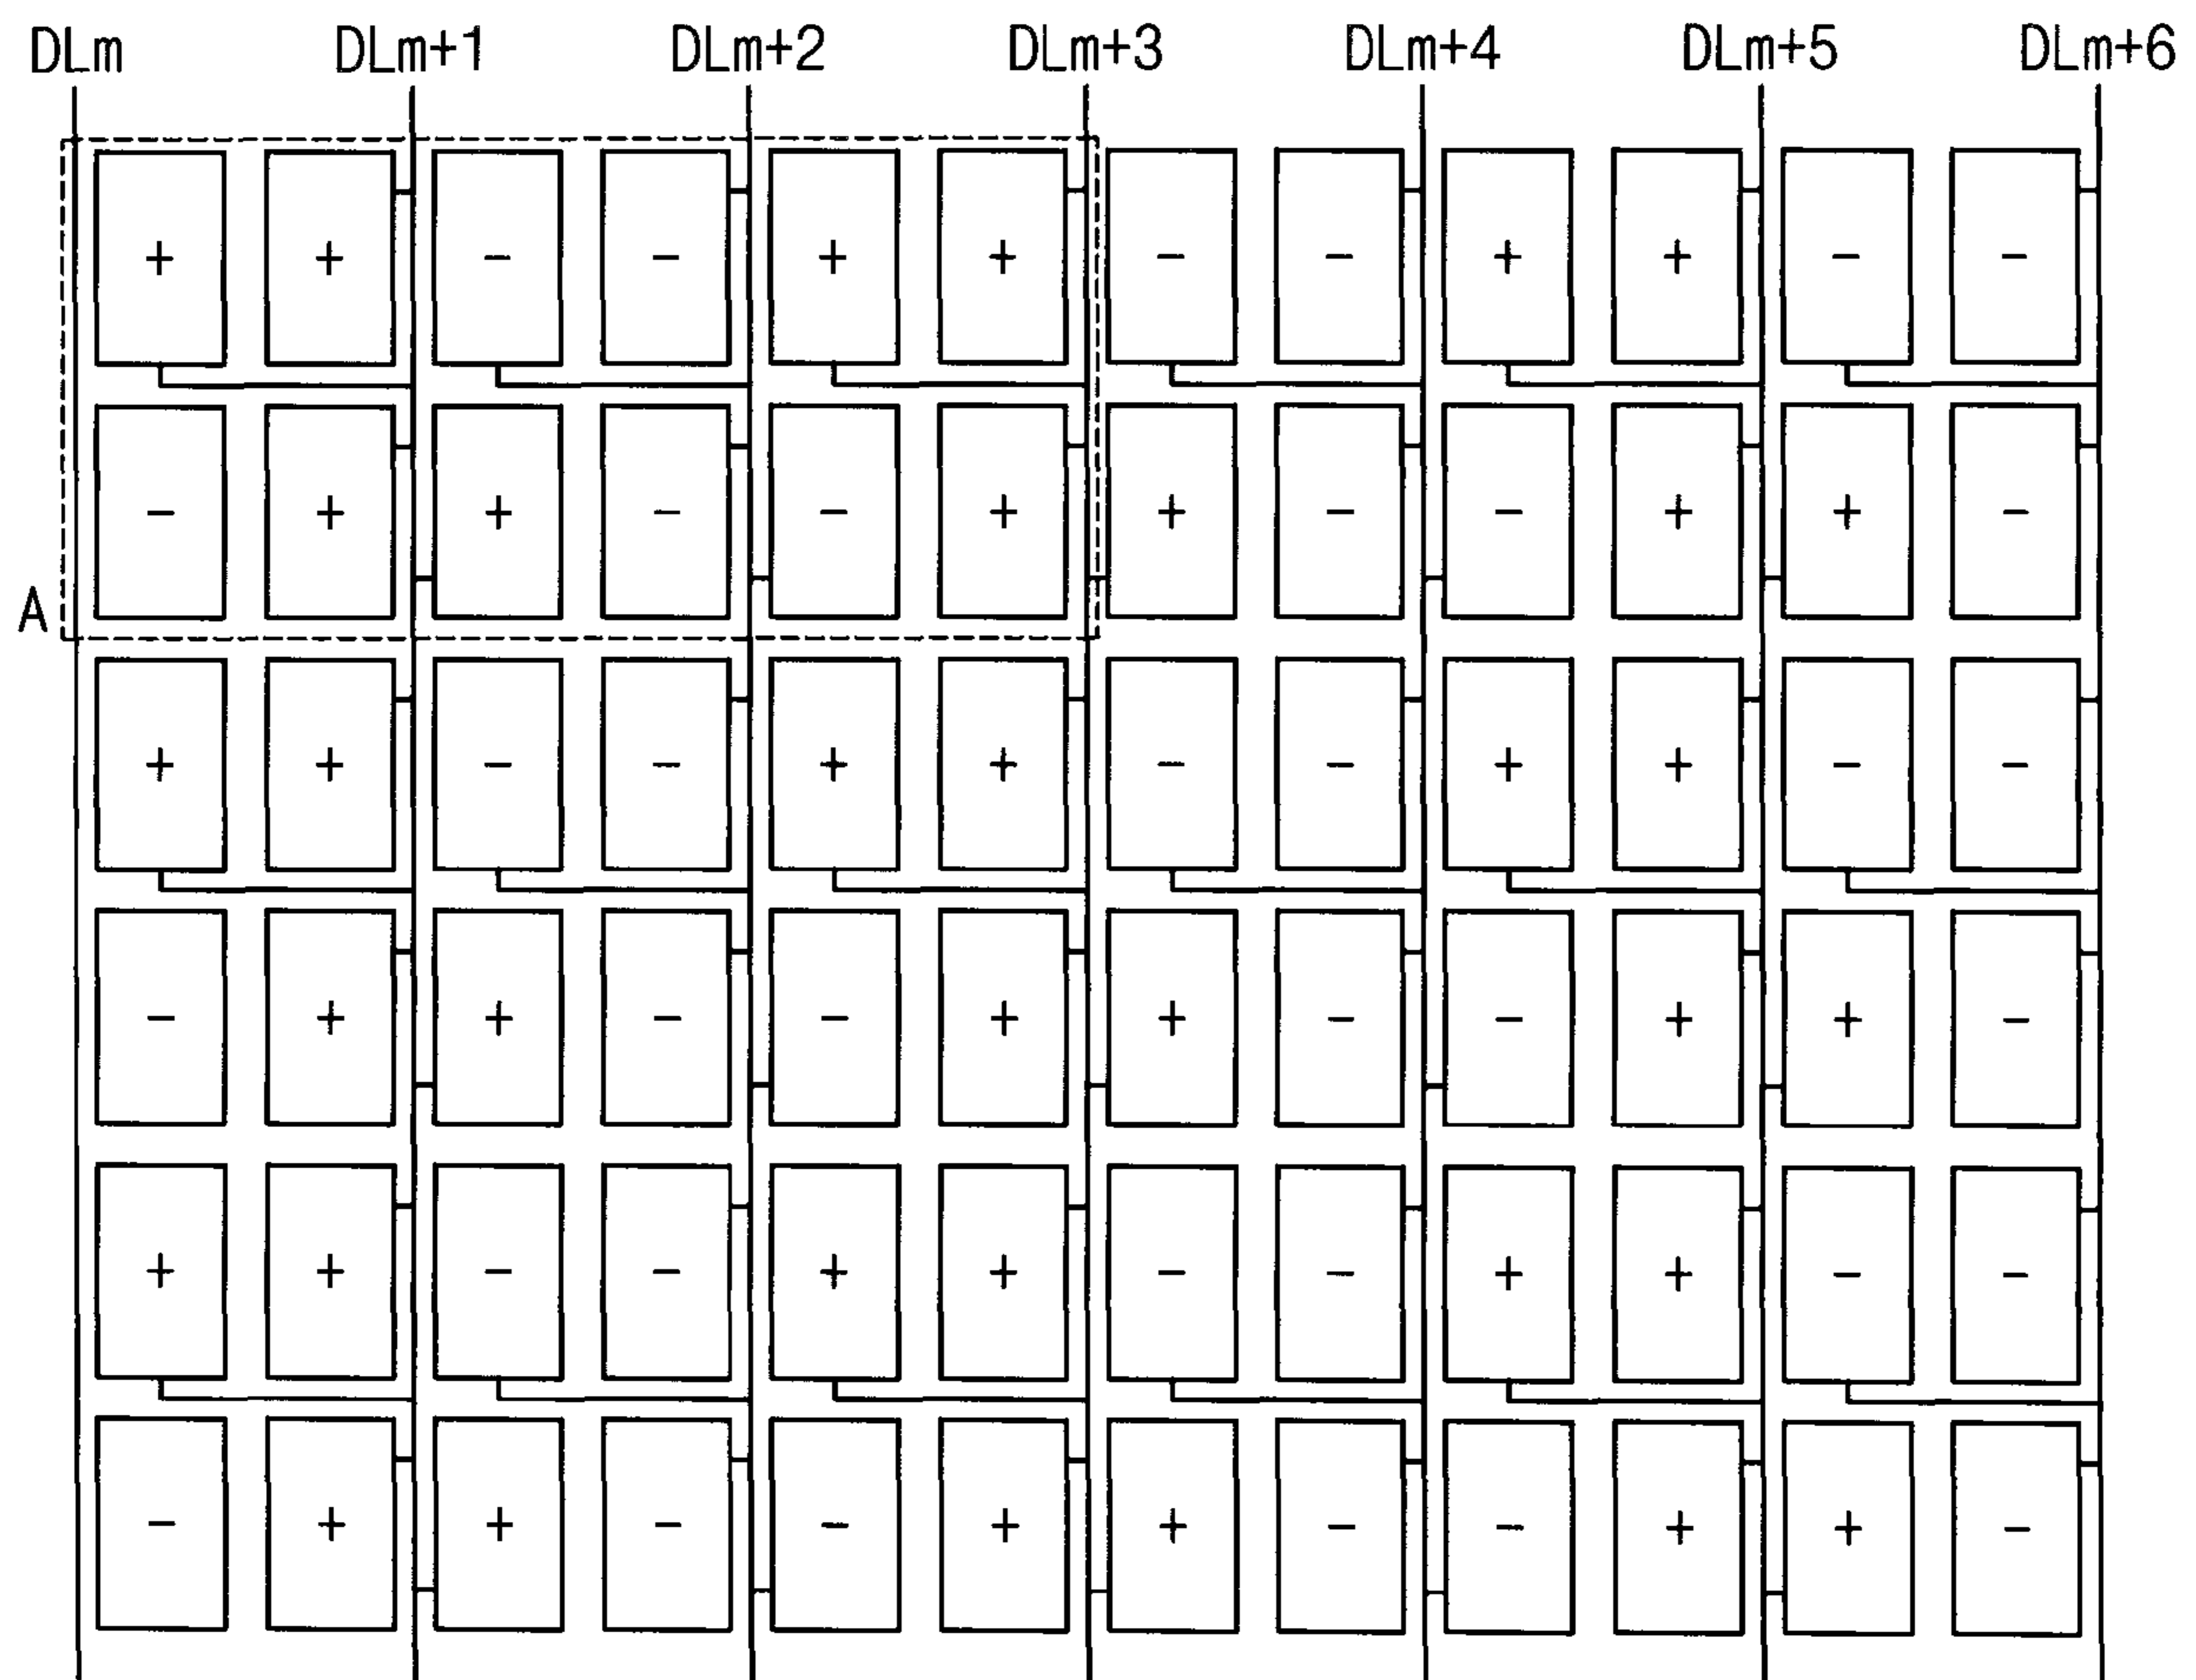 DLm DLm+1 DLm+2 DLm+3 DLm+4 DLm+5 DLm+6
+ + − − + + − − + + − −
− + + − − + + − − + + −
A
+ + − − + + − − + + − −
− + + − − + + − − + + −
+ + − − + + − − + + − −
− + + − − + + − − + + −